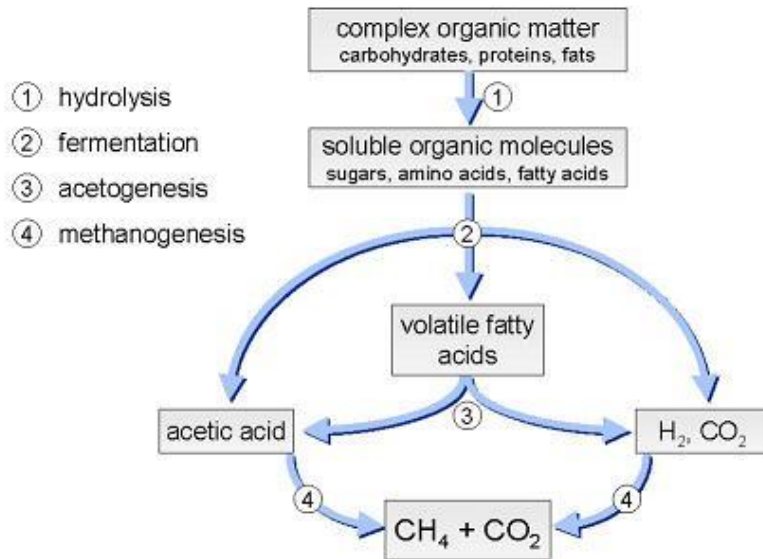 complex organic matter
carbohydrates, proteins, fats
① hydrolysis
① 
② fermentation
soluble organic molecules
sugars, amino acids, fatty acids
③ acetogenesis
④ methanogenesis
②
volatile fatty
acids
③
acetic acid
H₂, CO₂
④
④
CH₄ + CO₂